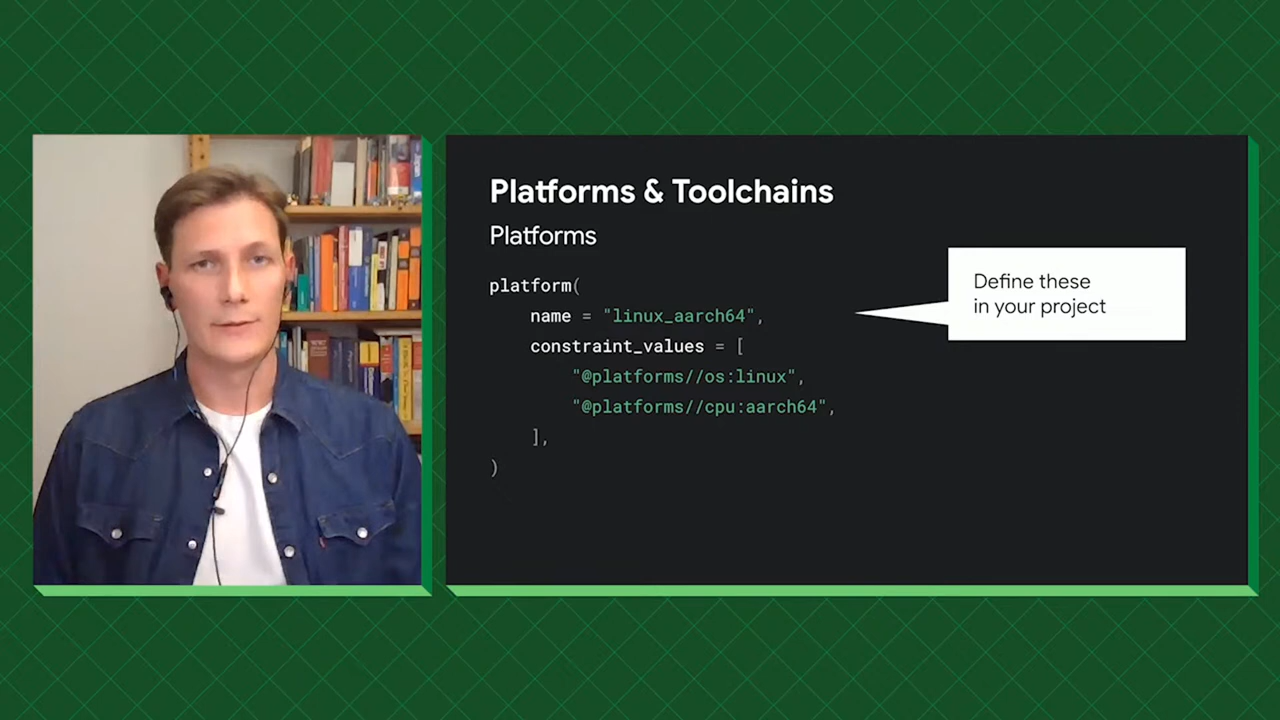 Platforms & Toolchains
Platforms
platform(
    name = "linux_aarch64",
    constraint_values = [
        "@platforms//os:linux",
        "@platforms//cpu:aarch64",
    ],
)
Define these
in your project